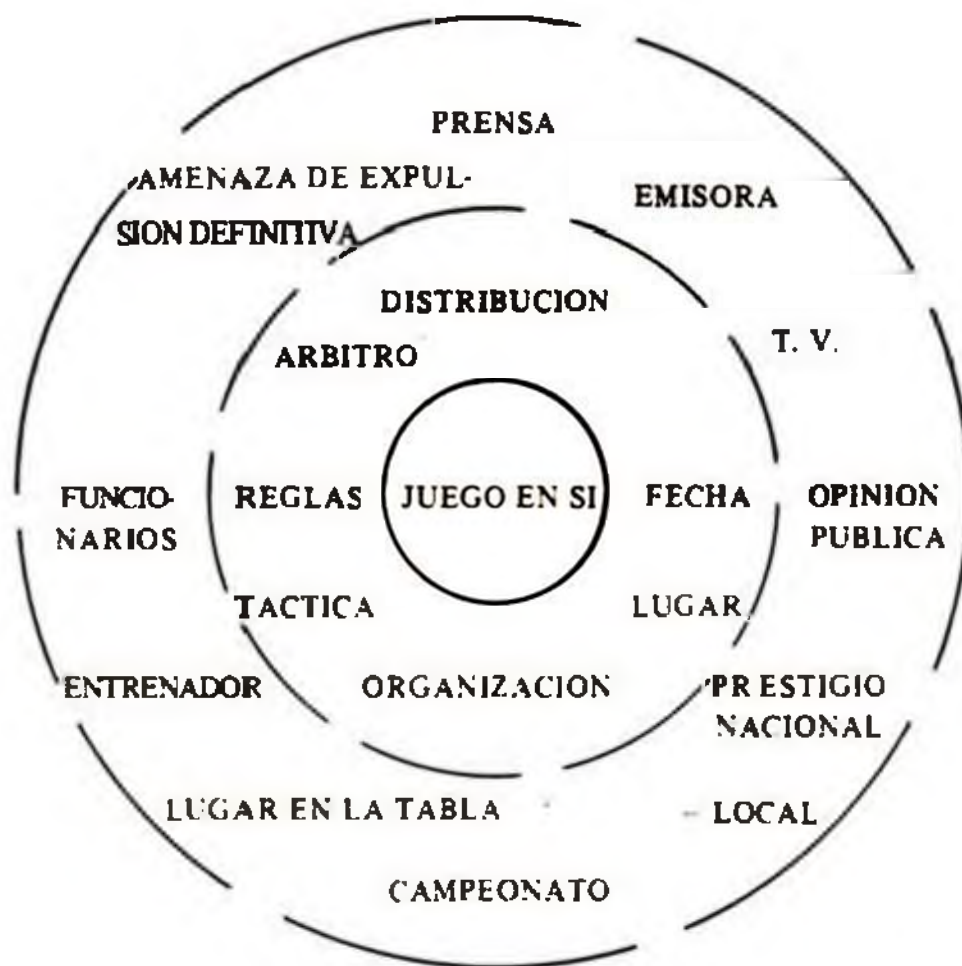 PRENSA
AMENAZA DE EXPUL-
SION DEFINITIVA
EMISORA
DISTRIBUCION
ARBITRO
T. V.
FUNCIO-
NARIOS
REGLAS
JUEGO EN SI
FECHA
OPINION
PUBLICA
TACTICA
LUGAR
ENTRENADOR
ORGANIZACION
PRESTIGIO
NACIONAL
LUGAR EN LA TABLA
- LOCAL
CAMPEONATO